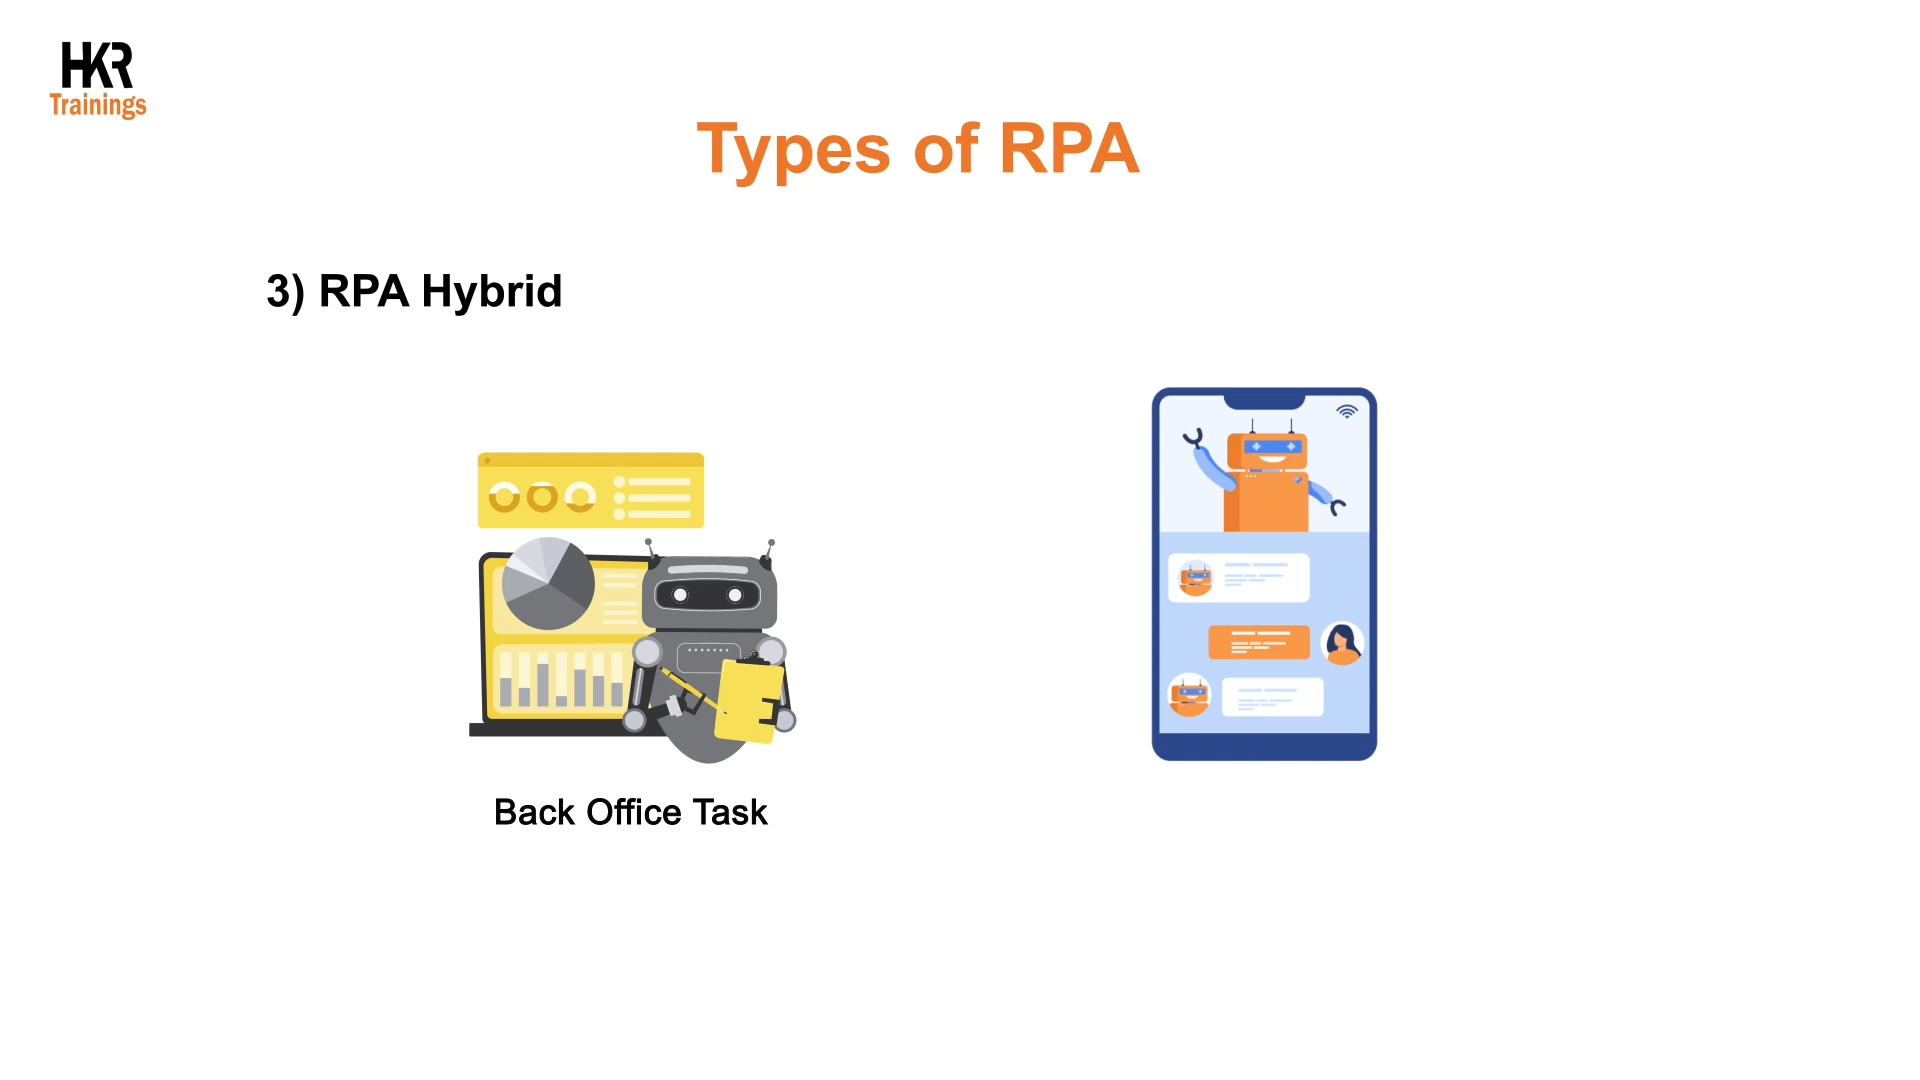 HKR
Trainings
Types of RPA
3) RPA Hybrid
Back Office Task